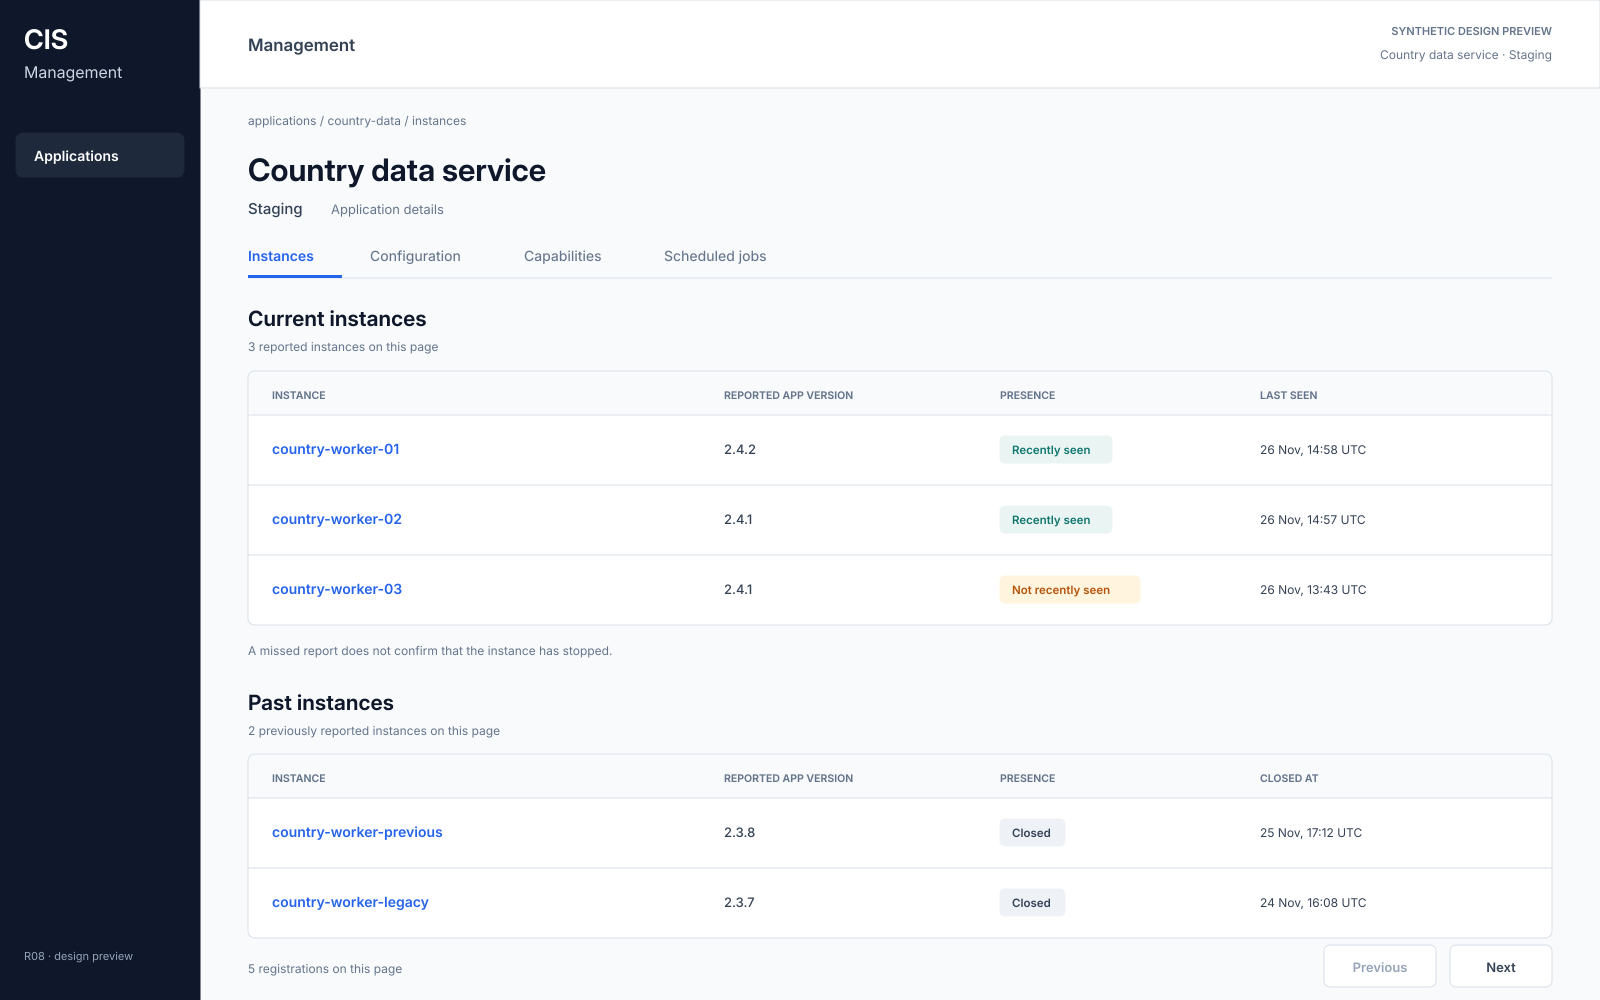 CIS
Management
Applications
R08 · design preview
Management
SYNTHETIC DESIGN PREVIEW
Country data service · Staging
applications / country-data / instances
Country data service
Staging Application details
Instances Configuration Capabilities Scheduled jobs
Current instances
3 reported instances on this page
INSTANCE REPORTED APP VERSION PRESENCE LAST SEEN
country-worker-01 2.4.2 Recently seen 26 Nov, 14:58 UTC
country-worker-02 2.4.1 Recently seen 26 Nov, 14:57 UTC
country-worker-03 2.4.1 Not recently seen 26 Nov, 13:43 UTC
A missed report does not confirm that the instance has stopped.
Past instances
2 previously reported instances on this page
INSTANCE REPORTED APP VERSION PRESENCE CLOSED AT
country-worker-previous 2.3.8 Closed 25 Nov, 17:12 UTC
country-worker-legacy 2.3.7 Closed 24 Nov, 16:08 UTC
5 registrations on this page Previous Next